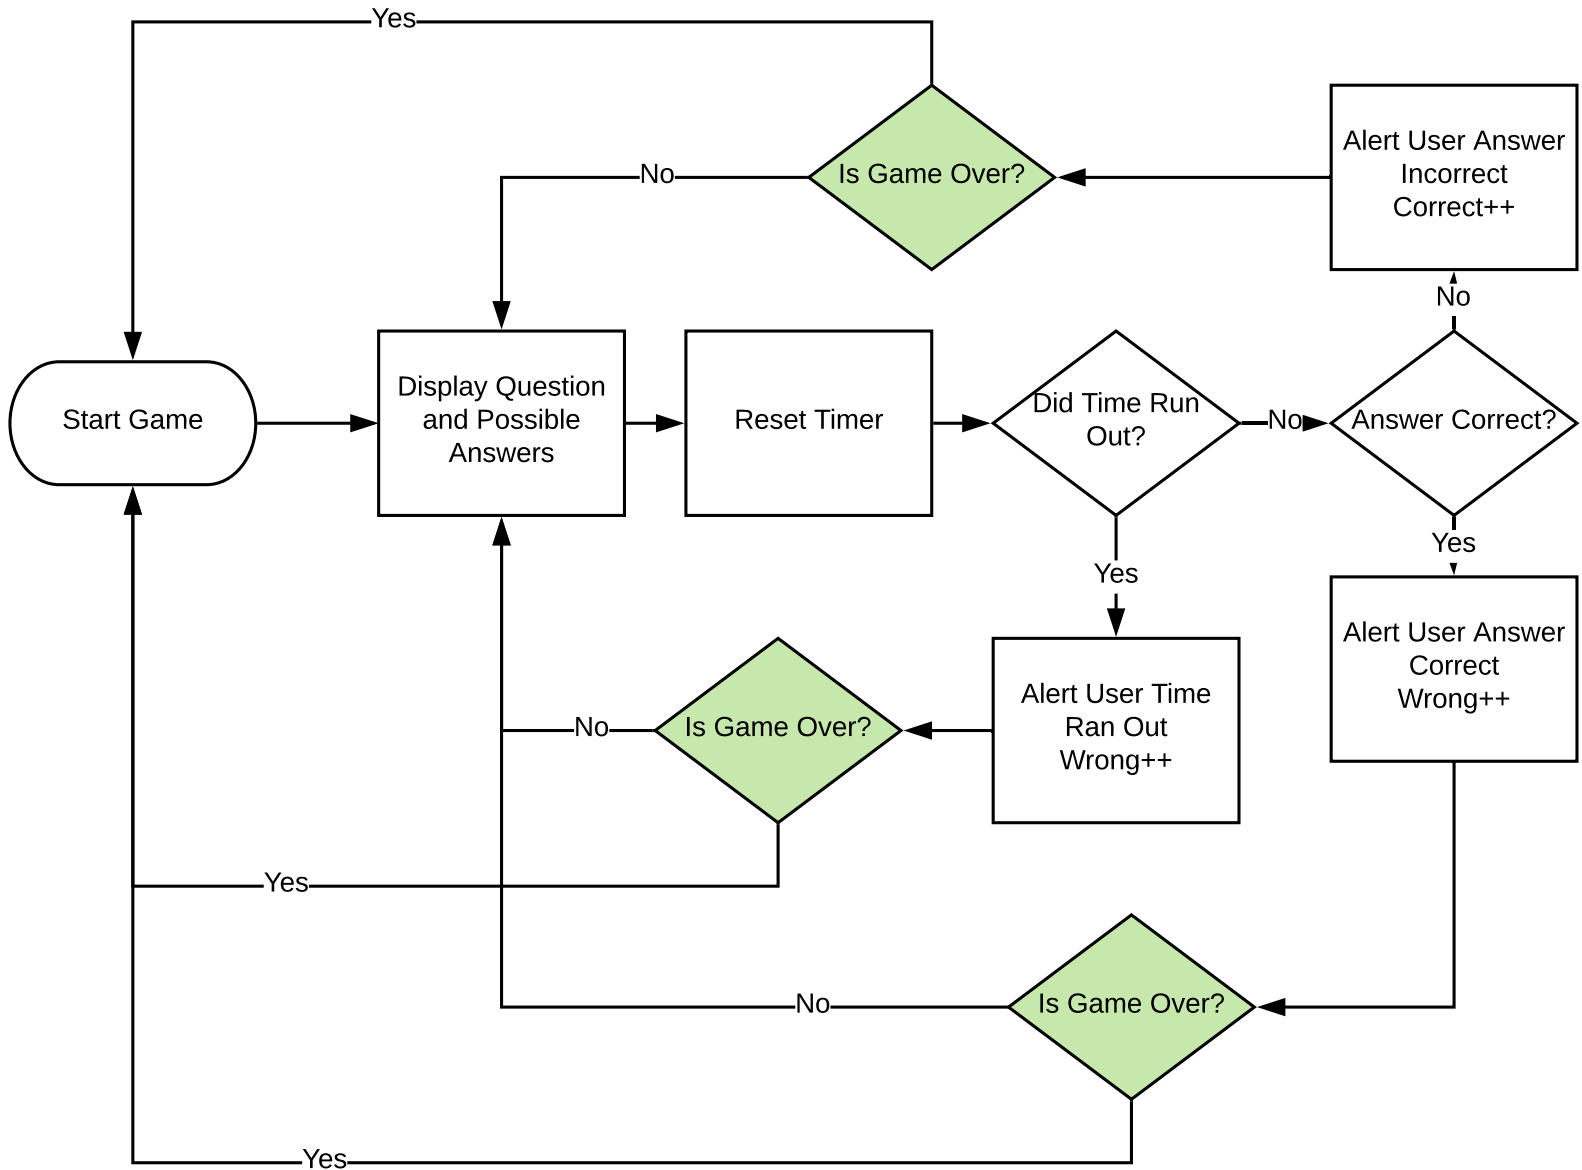 Yes
Is Game Over?
No
Alert User Answer
Incorrect
Correct++
No
Start Game
Display Question
and Possible
Answers
Reset Timer
Did Time Run
Out?
No
Answer Correct?
Yes
Yes
Alert User Answer
Correct
Wrong++
Alert User Time
Ran Out
Wrong++
Is Game Over?
No
Yes
Is Game Over?
No
Yes